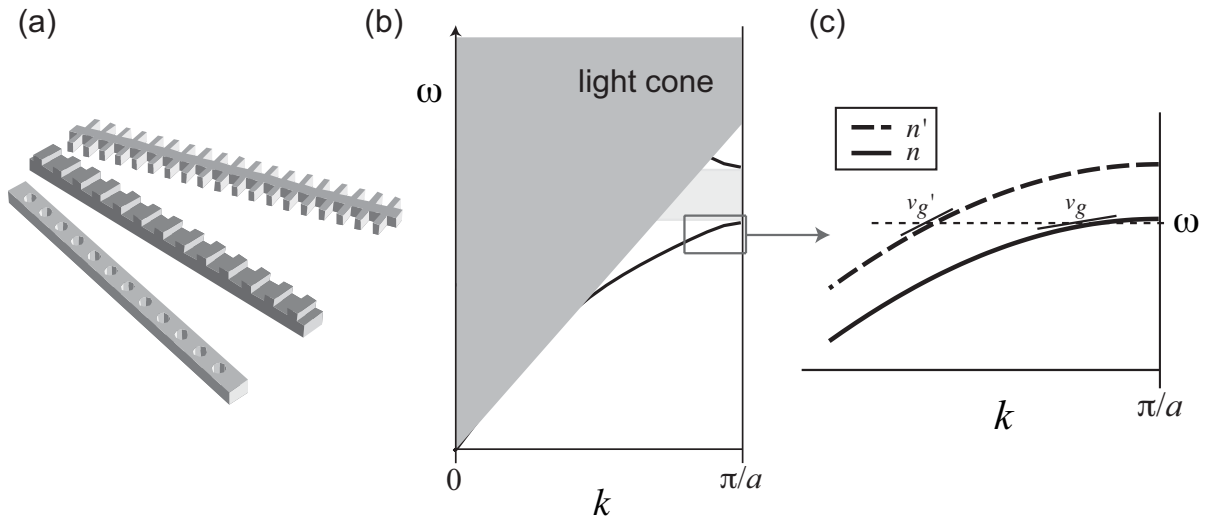 (a)
(b)
ω
light cone
0
k
π/a
(c)
n'
n
v_g'
v_g
ω
k
π/a